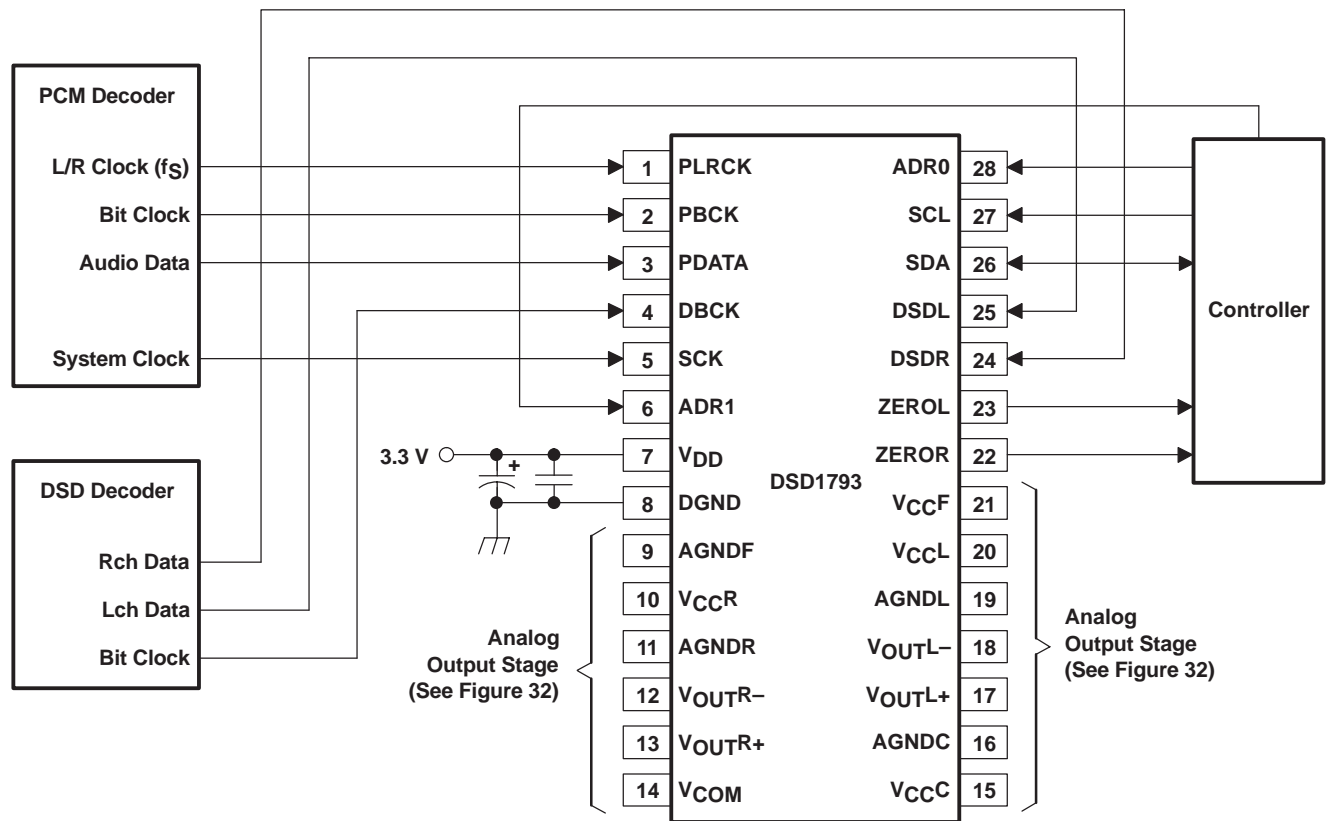 PCM Decoder
L/R Clock (fS)
Bit Clock
Audio Data
System Clock
DSD Decoder
Rch Data
Lch Data
Bit Clock
3.3 V
+
Analog
Output Stage
(See Figure 32)
1 PLRCK
2 PBCK
3 PDATA
4 DBCK
5 SCK
6 ADR1
7 VDD
8 DGND
9 AGNDF
10 VCCR
11 AGNDR
12 VOUTR–
13 VOUTR+
14 VCOM
DSD1793
ADR0 28
SCL 27
SDA 26
DSDL 25
DSDR 24
ZEROL 23
ZEROR 22
VCCF 21
VCCL 20
AGNDL 19
VOUTL– 18
VOUTL+ 17
AGNDC 16
VCCC 15
Controller
Analog
Output Stage
(See Figure 32)